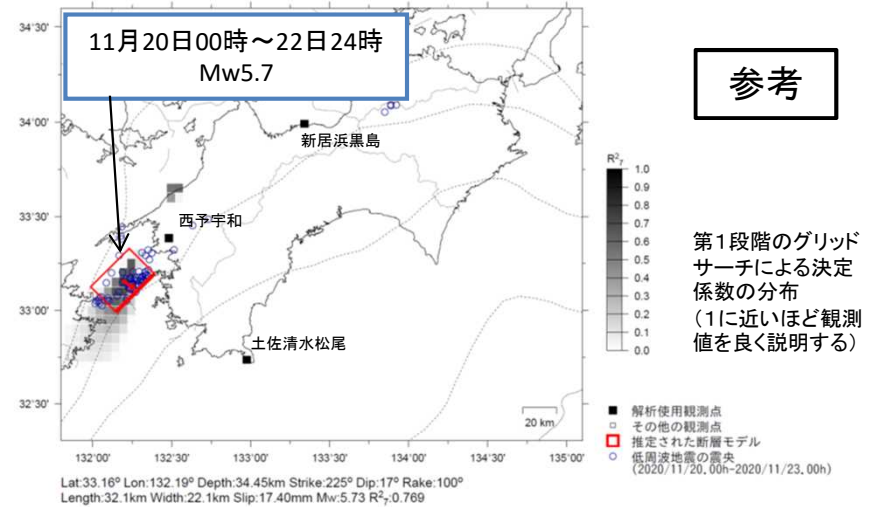 11月20日00時～22日24時
Mw5.7
参考
34°30'
34°00'
33°30'
33°00'
32°30'
新居浜黒島
西予宇和
土佐清水松尾
20 km
132°00'
132°30'
133°00'
133°30'
134°00'
134°30'
135°00'
R²₇
1.0
0.9
0.8
0.7
0.6
0.5
0.4
0.3
0.2
0.1
0.0
第１段階のグリッド
サーチによる決定
係数の分布
（１に近いほど観測
値を良く説明する）
解析使用観測点
その他の観測点
推定された断層モデル
低周波地震の震央
(2020/11/20.00h-2020/11/23.00h)
Lat:33.16° Lon:132.19° Depth:34.45km Strike:225° Dip:17° Rake:100°
Length:32.1km Width:22.1km Slip:17.40mm Mw:5.73 R²₇:0.769